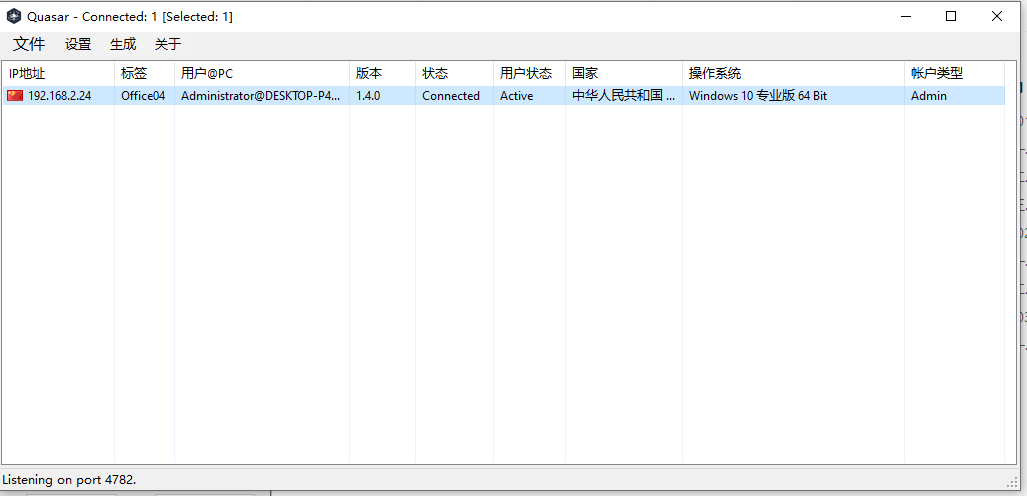 Quasar - Connected: 1 [Selected: 1]
文件 设置 生成 关于
IP地址 标签 用户@PC 版本 状态 用户状态 国家 操作系统 帐户类型
192.168.2.24 Office04 Administrator@DESKTOP-P4... 1.4.0 Connected Active 中华人民共和国 ... Windows 10 专业版 64 Bit Admin
Listening on port 4782.